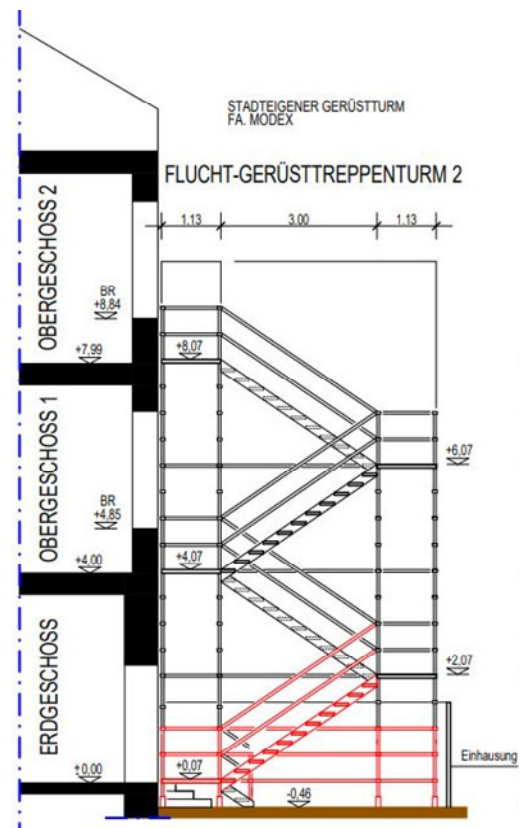 STADTEIGENER GERÜSTTURM
FA. MODEX
FLUCHT-GERÜSTTREPPENTURM 2
1.13
3.00
1.13
OBERGESCHOSS 2
BR
+8,84
+8,07
+7,99
+6,07
OBERGESCHOSS 1
BR
+4,85
+4,07
+4,00
+2,07
ERDGESCHOSS
Einhausung
±0,00
+0,07
-0,46